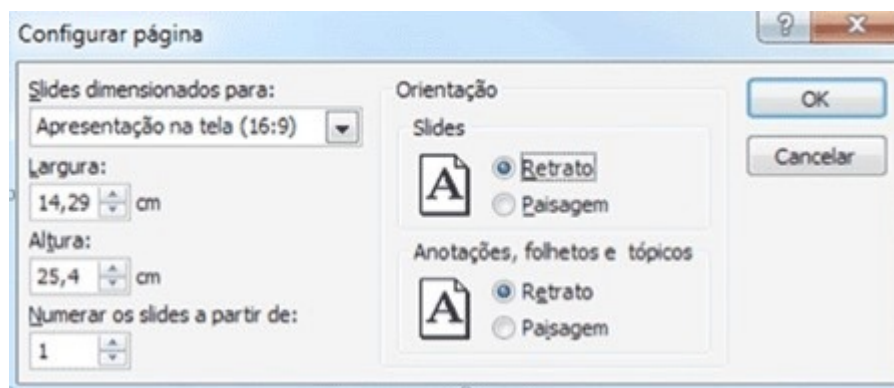 Configurar página
Slides dimensionados para:
Apresentação na tela (16:9)
Largura:
14,29 cm
Altura:
25,4 cm
Numerar os slides a partir de:
1
Orientação
Slides
A
Retrato
Paisagem
Anotações, folhetos e tópicos
A
Retrato
Paisagem
OK
Cancelar